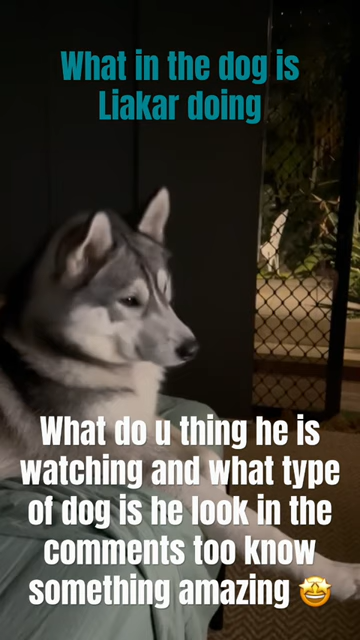 What in the dog is
Liakar doing
What do u thing he is
watching and what type
of dog is he look in the
comments too know
something amazing 🤩